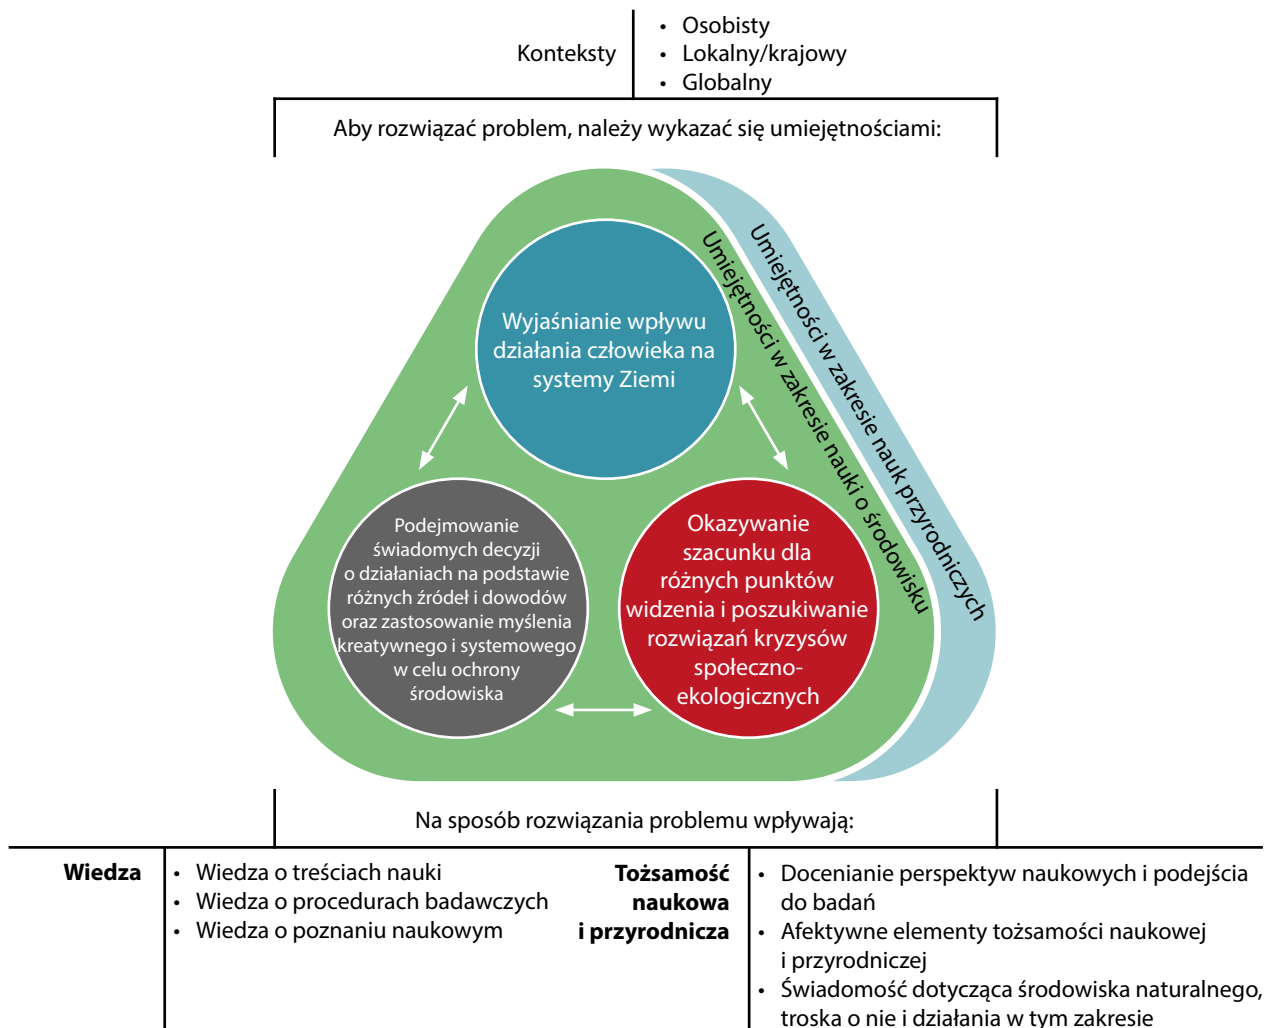 Konteksty
• Osobisty
• Lokalny/krajowy
• Globalny
Aby rozwiązać problem, należy wykazać się umiejętnościami:
Umiejętności w zakresie nauki o środowisku
Umiejętności w zakresie nauk przyrodniczych
Wyjaśnianie wpływu
działania człowieka na
systemy Ziemi
Podejmowanie
świadomych decyzji
o działaniach na podstawie
różnych źródeł i dowodów
oraz zastosowanie myślenia
kreatywnego i systemowego
w celu ochrony
środowiska
Okazywanie
szacunku dla
różnych punktów
widzenia i poszukiwanie
rozwiązań kryzysów
społeczno-
ekologicznych
Na sposób rozwiązania problemu wpływają:
Wiedza
• Wiedza o treściach nauki
• Wiedza o procedurach badawczych
• Wiedza o poznaniu naukowym
Tożsamość
naukowa
i przyrodnicza
• Docenianie perspektyw naukowych i podejścia
do badań
• Afektywne elementy tożsamości naukowej
i przyrodniczej
• Świadomość dotycząca środowiska naturalnego,
troska o nie i działania w tym zakresie